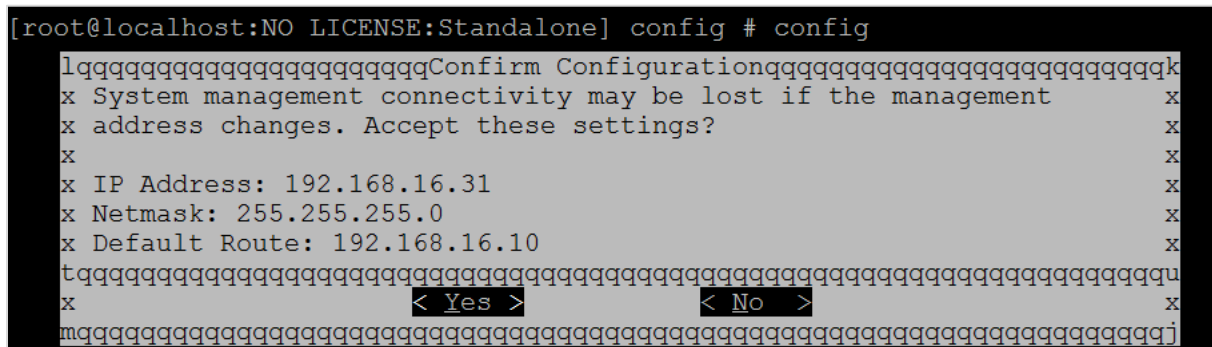 [root@localhost:NO LICENSE:Standalone] config # config
lqqqqqqqqqqqqqqqqqqqqqqConfirm Configurationqqqqqqqqqqqqqqqqqqqqqqqqqk
x System management connectivity may be lost if the management x
x address changes. Accept these settings? x
x x
x IP Address: 192.168.16.31 x
x Netmask: 255.255.255.0 x
x Default Route: 192.168.16.10 x
tqqqqqqqqqqqqqqqqqqqqqqqqqqqqqqqqqqqqqqqqqqqqqqqqqqqqqqqqqqqqqqqqqqqqu
x < Yes > < No > x
mqqqqqqqqqqqqqqqqqqqqqqqqqqqqqqqqqqqqqqqqqqqqqqqqqqqqqqqqqqqqqqqqqqqqj